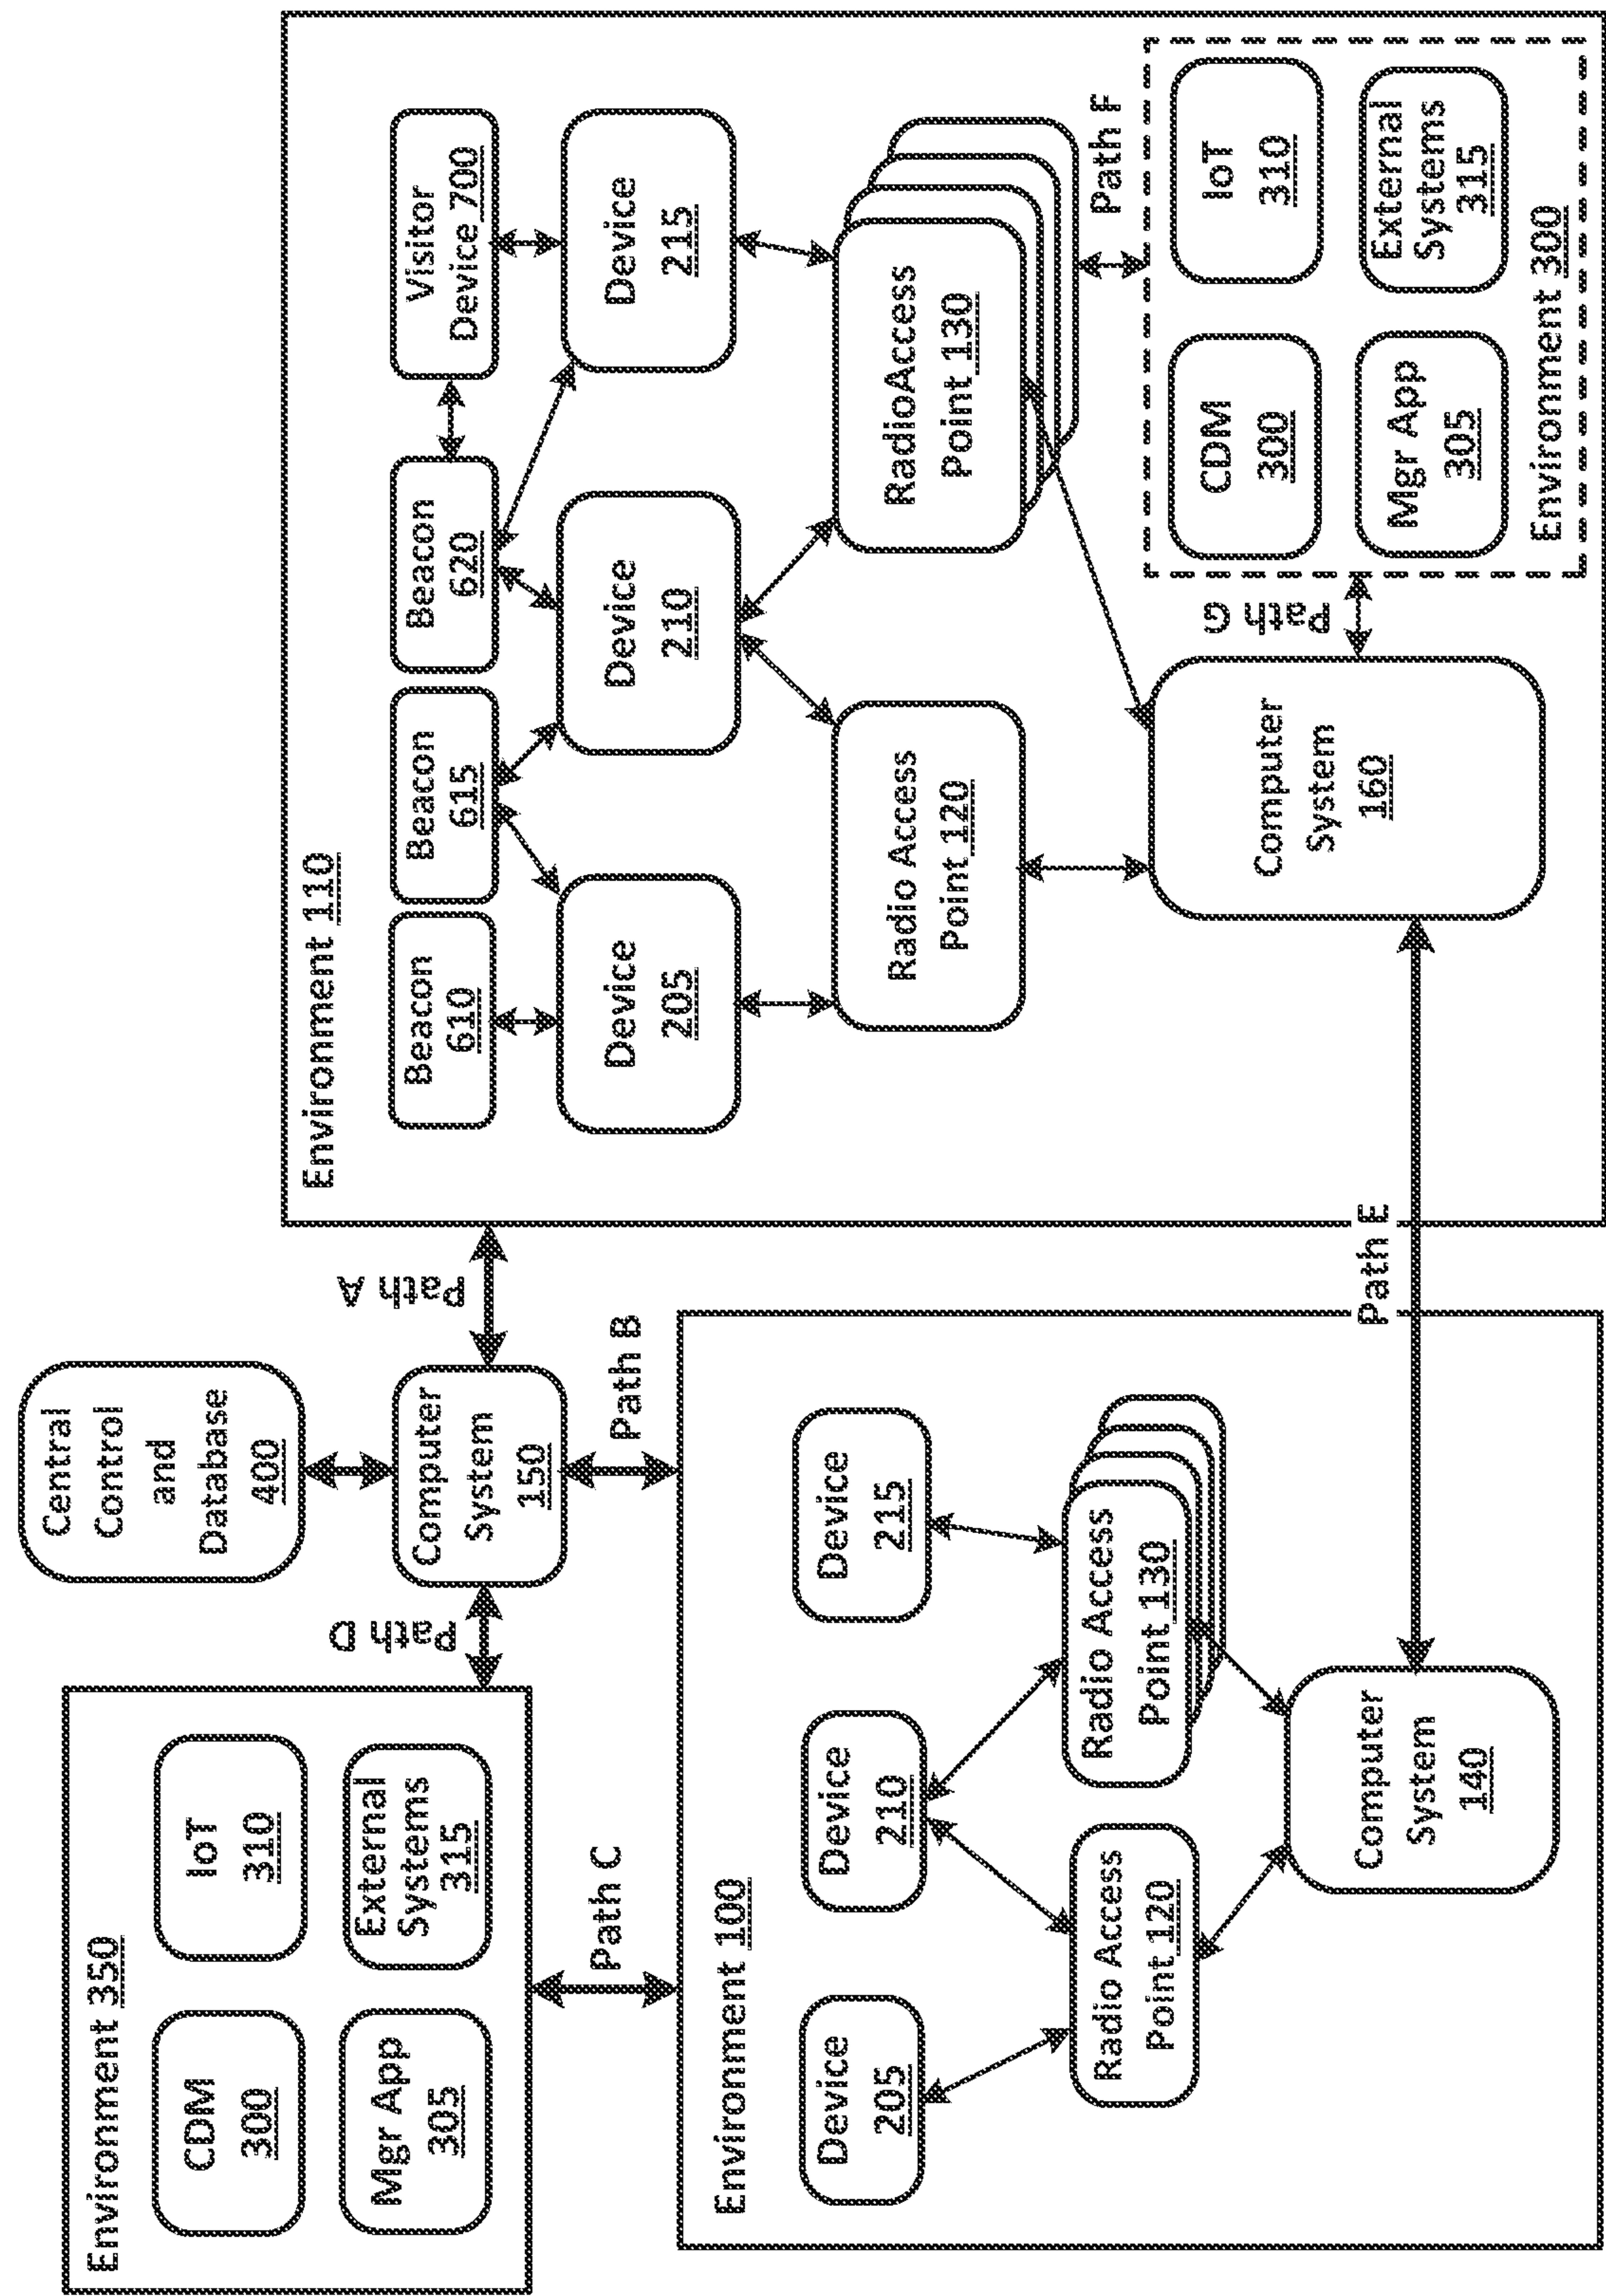 Environment 350
CDM
300
IoT
310
Mgr App
305
External
Systems
315
Path D
Central
Control
and
Database
400
Computer
System
150
Path A
Path B
Path C
Environment 100
Device
205
Device
210
Device
215
Radio Access
Point 120
Radio Access
Point 130
Computer
System
140
Path E
Environment 110
Beacon
610
Beacon
615
Beacon
620
Visitor
Device 700
Device
205
Device
210
Device
215
Radio Access
Point 120
RadioAccess
Point 130
Computer
System
160
Path G
Path F
CDM
300
IoT
310
Mgr App
305
External
Systems
315
Environment 300